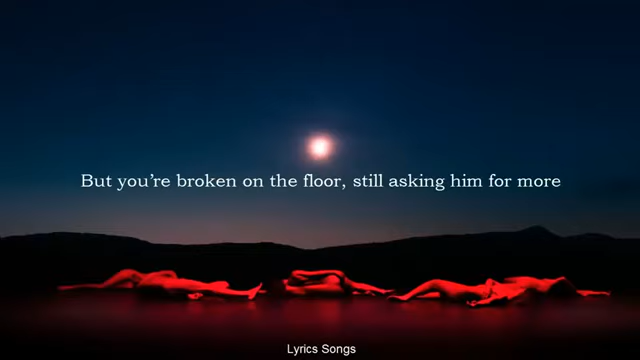 But you’re broken on the floor, still asking him for more
Lyrics Songs